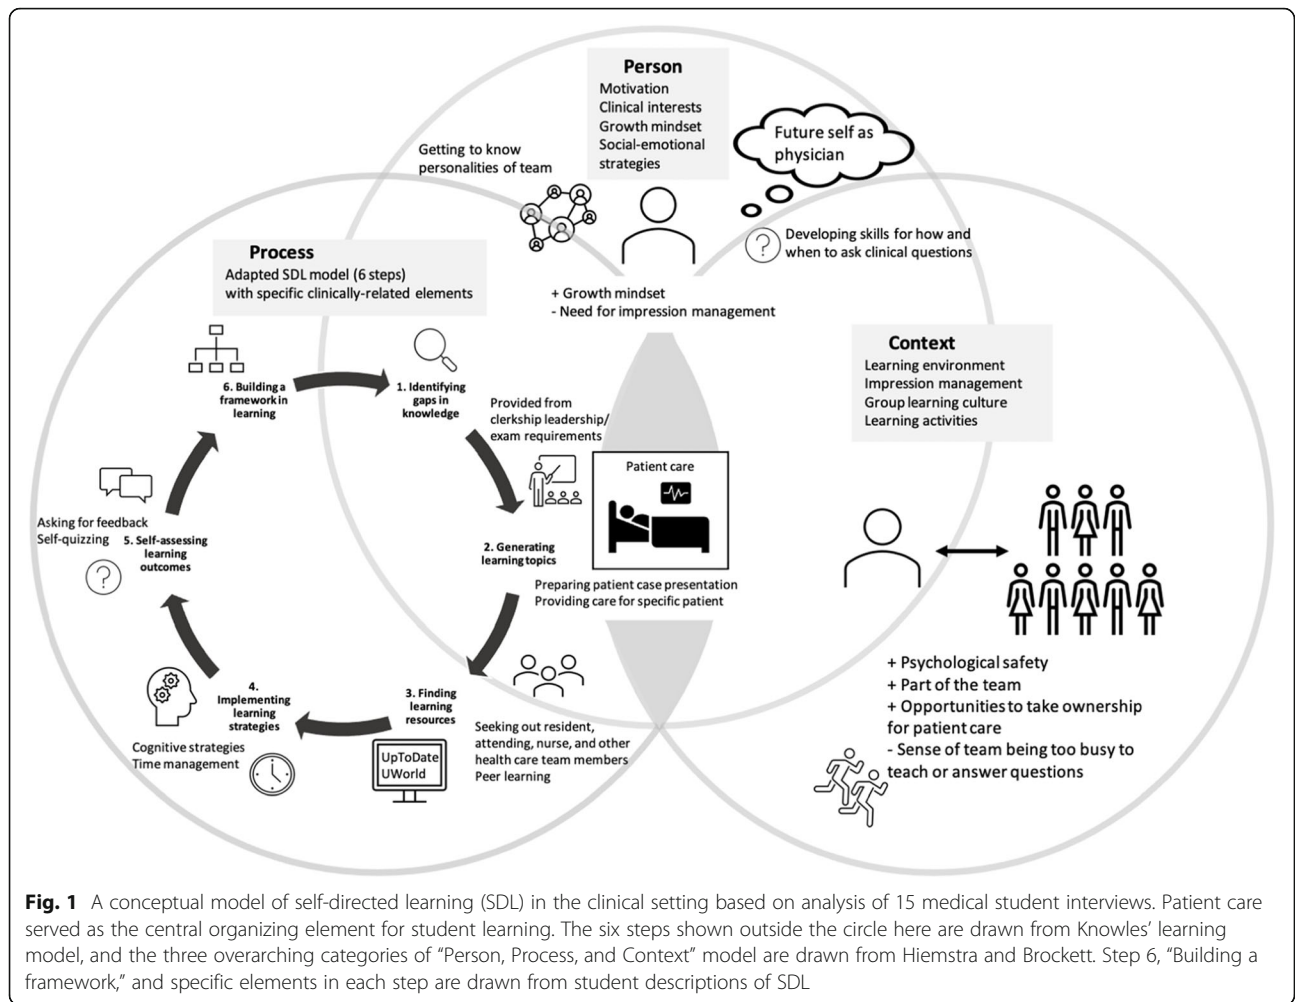 Person
Motivation
Clinical interests
Growth mindset
Social-emotional
strategies
Future self as
physician
Getting to know
personalities of team
Developing skills for how and
when to ask clinical questions
+ Growth mindset
- Need for impression management
Process
Adapted SDL model (6 steps)
with specific clinically-related elements
1. Identifying
gaps in
knowledge
Provided from
clerkship leadership/
exam requirements
Patient care
2. Generating
learning topics
Preparing patient case presentation
Providing care for specific patient
3. Finding
learning
resources
UpToDate
UWorld
Seeking out resident,
attending, nurse, and other
health care team members
Peer learning
4.
Implementing
learning
strategies
Cognitive strategies
Time management
5. Self-assessing
learning
outcomes
Asking for feedback
Self-quizzing
?
6. Building a
framework in
learning
Context
Learning environment
Impression management
Group learning culture
Learning activities
?
+ Psychological safety
+ Part of the team
+ Opportunities to take ownership
for patient care
- Sense of team being too busy to
teach or answer questions
Fig. 1 A conceptual model of self-directed learning (SDL) in the clinical setting based on analysis of 15 medical student interviews. Patient care
served as the central organizing element for student learning. The six steps shown outside the circle here are drawn from Knowles' learning
model, and the three overarching categories of "Person, Process, and Context" model are drawn from Hiemstra and Brockett. Step 6, "Building a
framework," and specific elements in each step are drawn from student descriptions of SDL